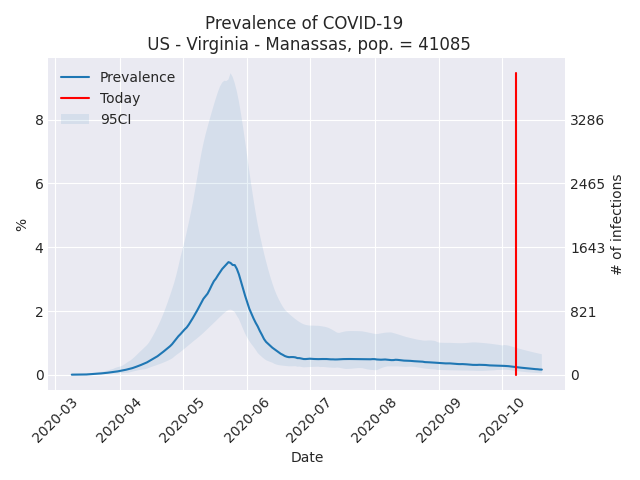 Prevalence of COVID-19
US - Virginia - Manassas, pop. = 41085
Prevalence
Today
95CI
8
6
4
2
0
%
3286
2465
1643
821
0
# of infections
2020-03
2020-04
2020-05
2020-06
2020-07
2020-08
2020-09
2020-10
Date